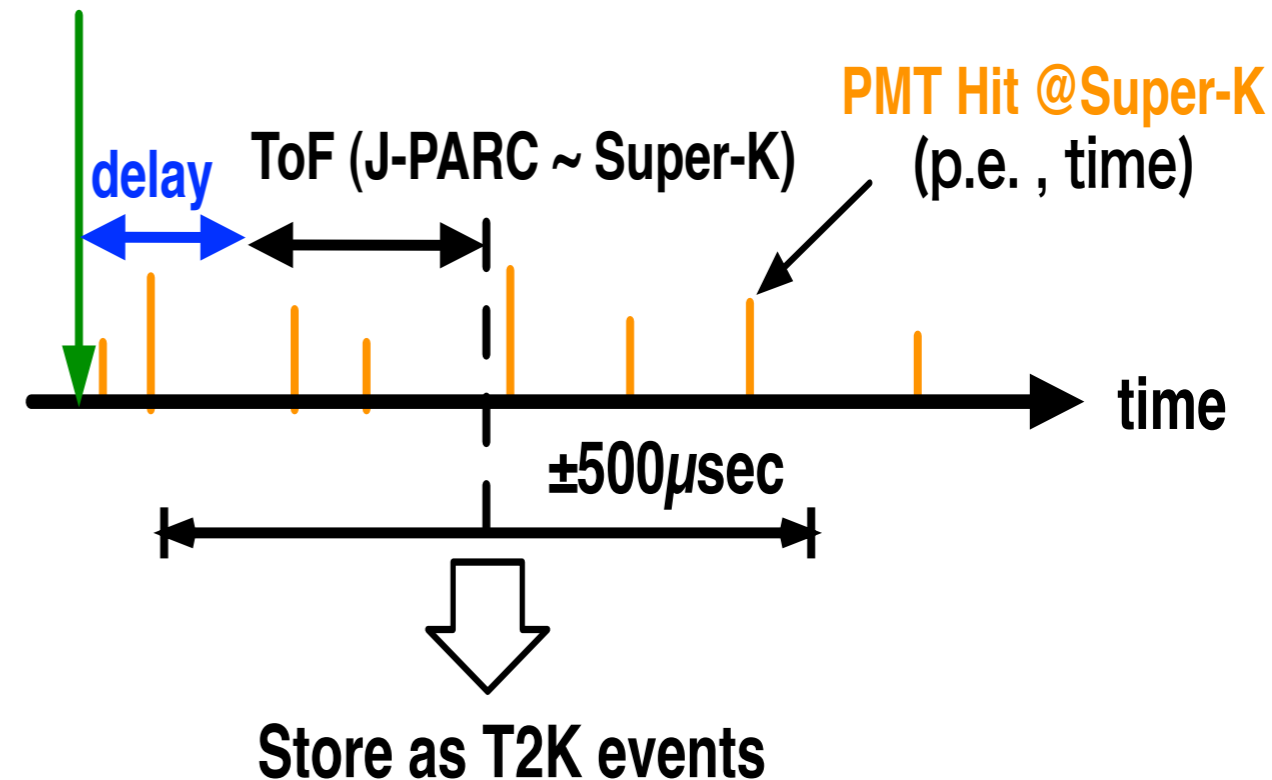 PMT Hit @Super-K
(p.e. , time)
delay
ToF (J-PARC ~ Super-K)
time
±500μsec
Store as T2K events